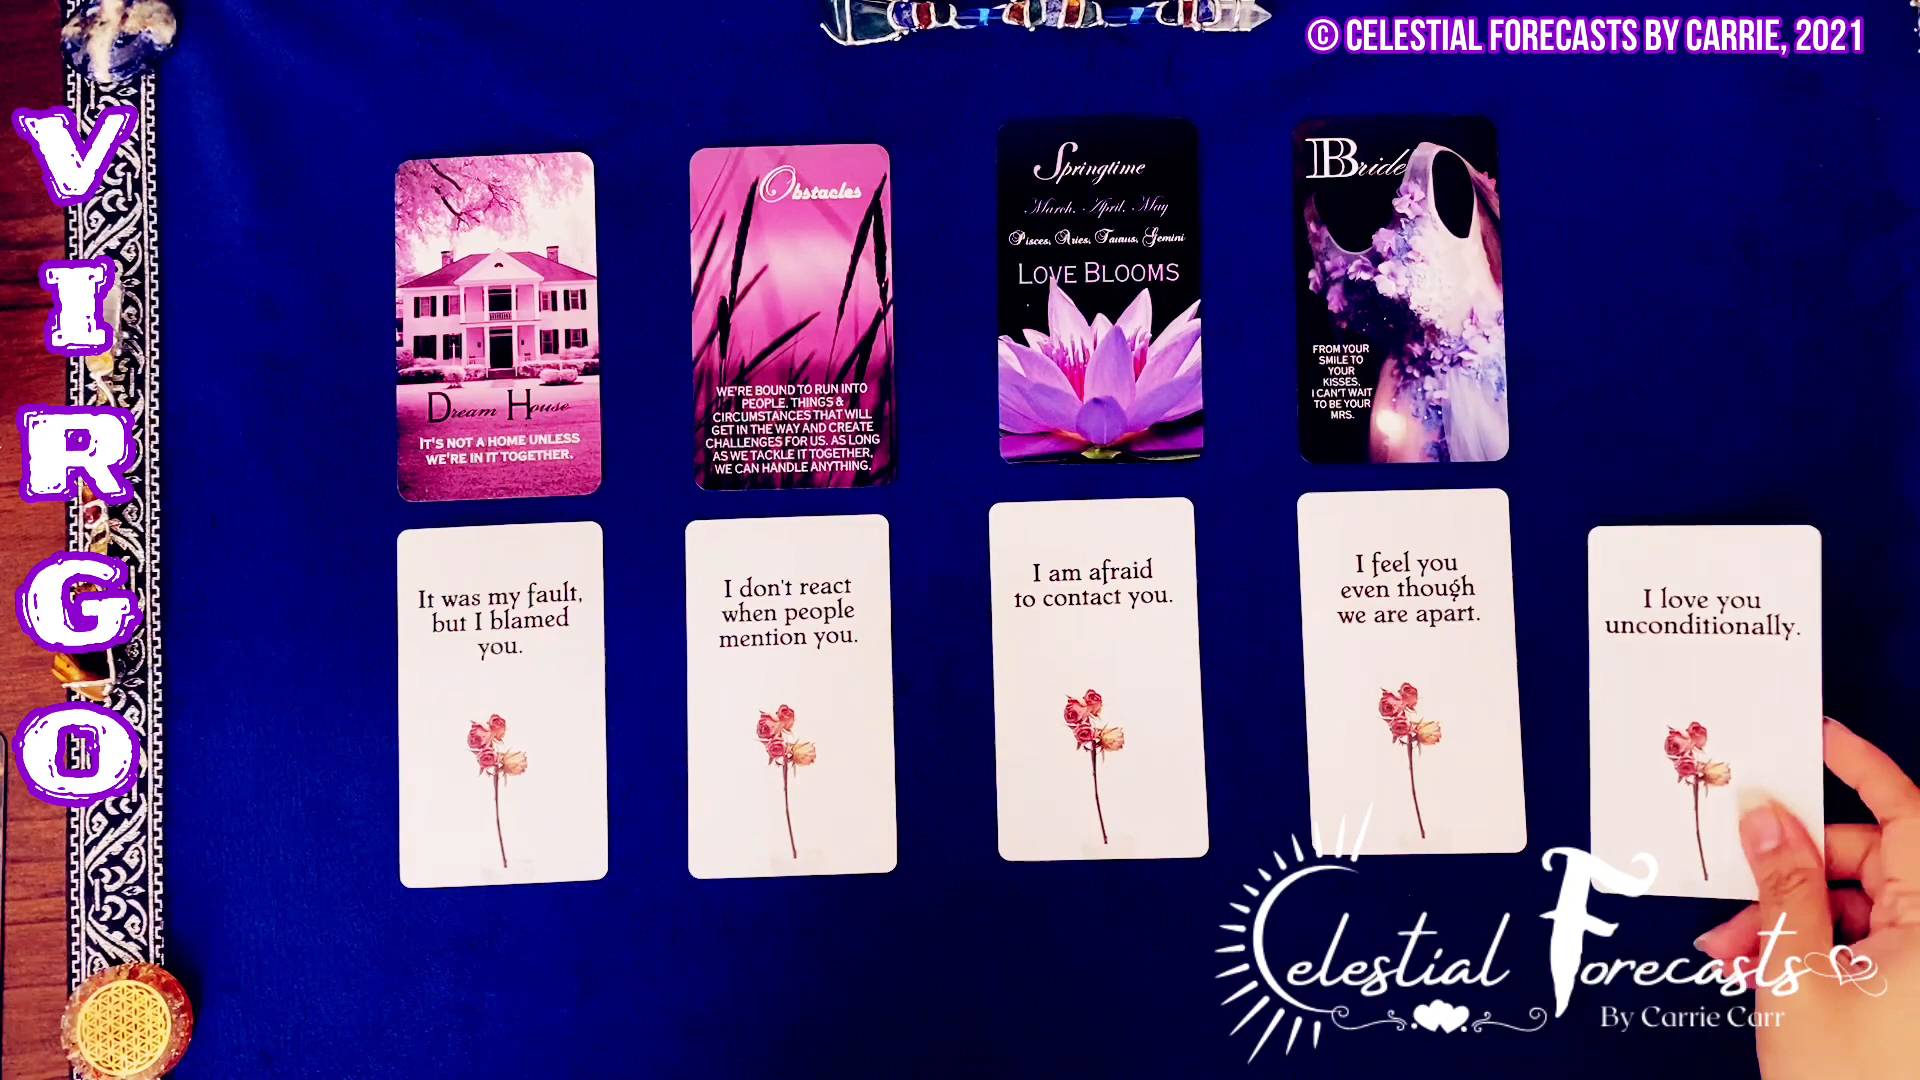 © CELESTIAL FORECASTS BY CARRIE, 2021
VIRGO
Dream House
IT'S NOT A HOME UNLESS
WE'RE IN IT TOGETHER.
Obstacles
WE'RE BOUND TO RUN INTO
PEOPLE, THINGS &
CIRCUMSTANCES THAT WILL
GET IN THE WAY AND CREATE
CHALLENGES FOR US. AS LONG
AS WE TACKLE IT TOGETHER,
WE CAN HANDLE ANYTHING.
Springtime
March, April, May
Pisces, Aries, Taurus, Gemini
LOVE BLOOMS
Bride
FROM YOUR
SMILE TO
YOUR
KISSES,
I CAN'T WAIT
TO BE YOUR
MRS.
It was my fault,
but I blamed
you.
I don't react
when people
mention you.
I am afraid
to contact you.
I feel you
even though
we are apart.
I love you
unconditionally.
Celestial Forecasts
By Carrie Carr